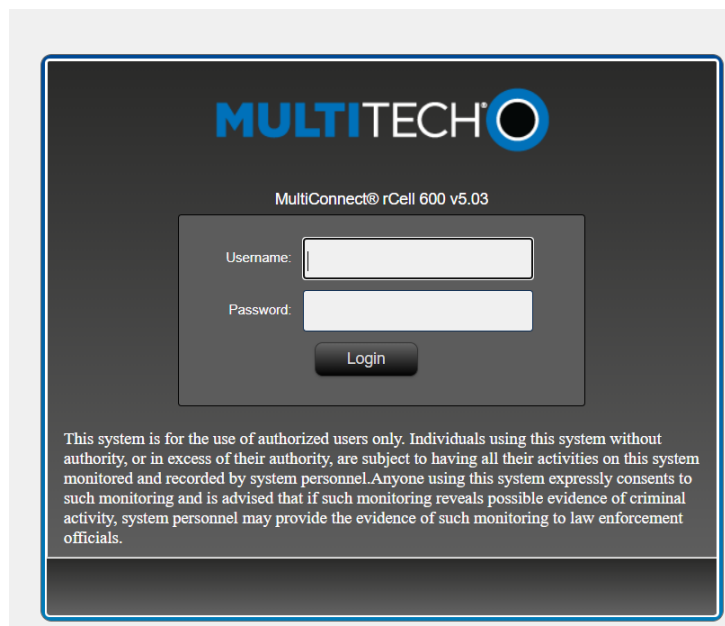 MULTITECH®
MultiConnect® rCell 600 v5.03
Username:
Password:
Login
This system is for the use of authorized users only. Individuals using this system without
authority, or in excess of their authority, are subject to having all their activities on this system
monitored and recorded by system personnel.Anyone using this system expressly consents to
such monitoring and is advised that if such monitoring reveals possible evidence of criminal
activity, system personnel may provide the evidence of such monitoring to law enforcement
officials.